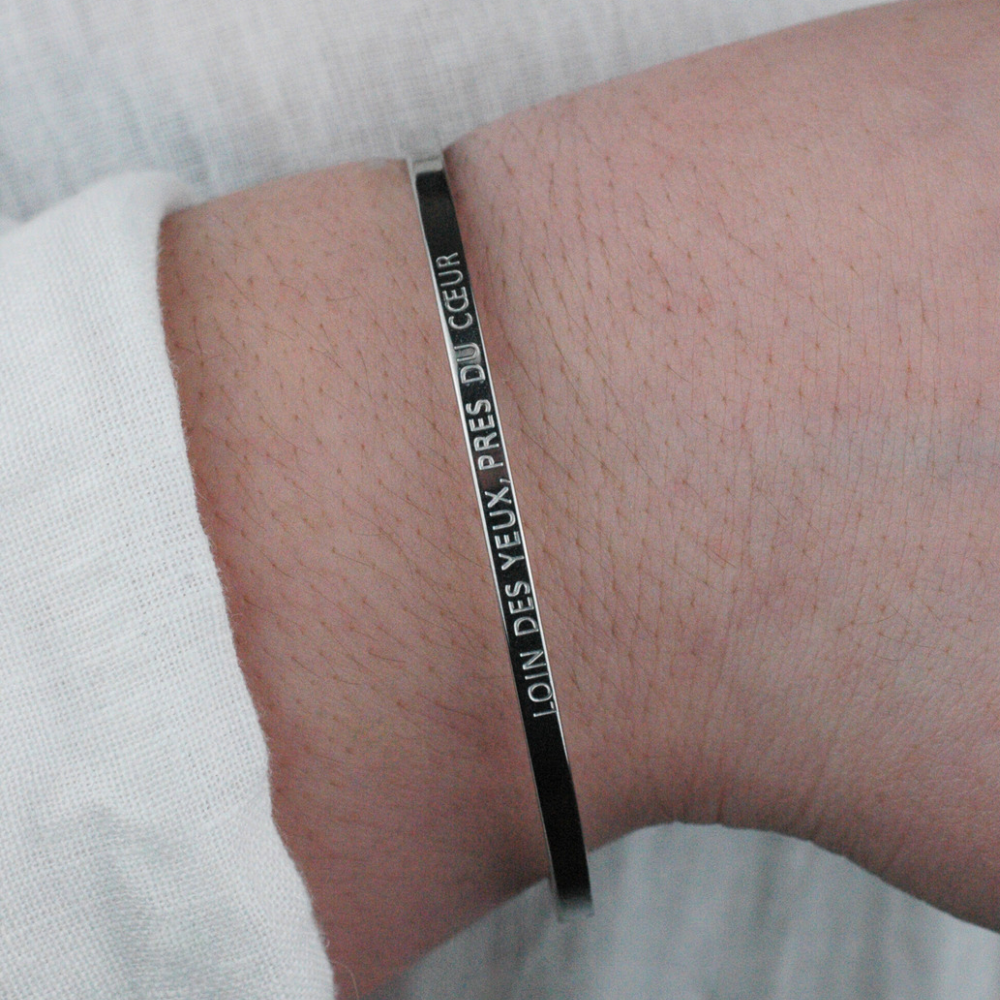 LOIN DES YEUX, PRES DU CŒUR